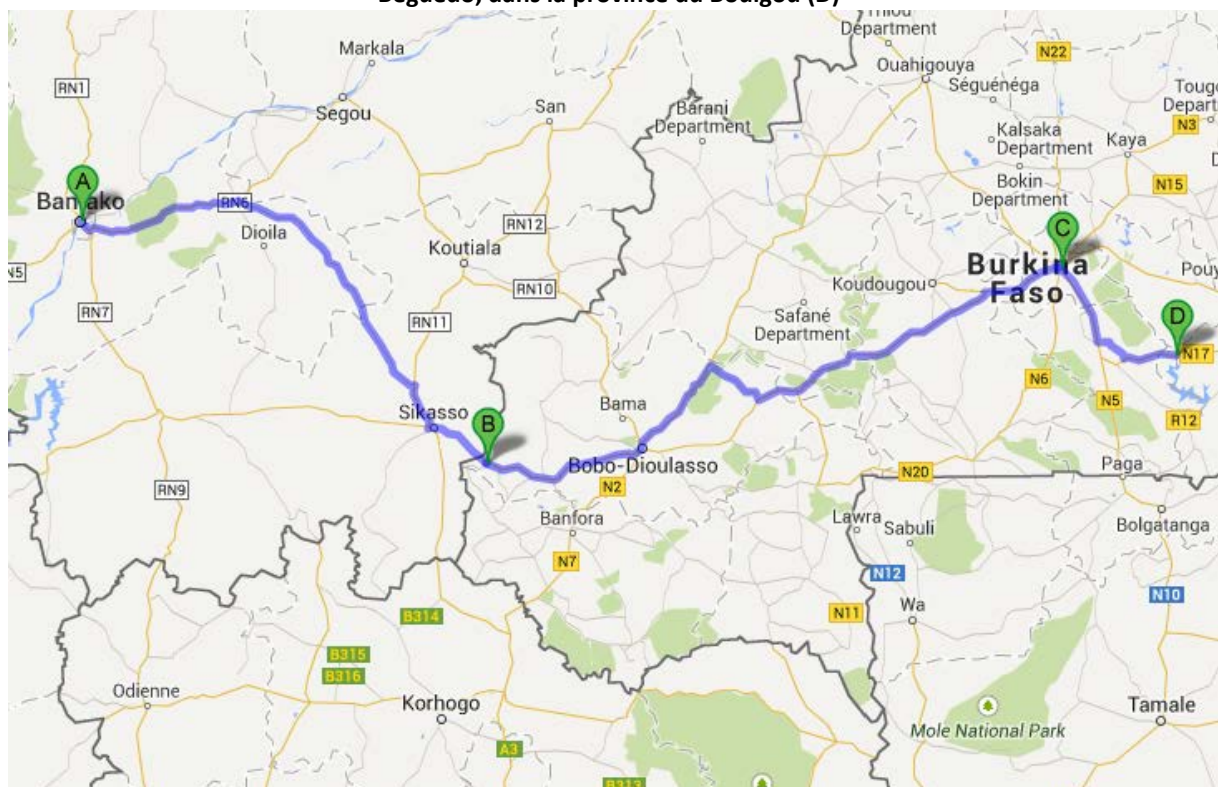 Béguédo, dans la province du Boulgou (D)
Department
Markala
N22
Ouahigouya
RN1
Séguénéga
Segou
San
Barani
Department
N3
Kalsaka
Department
Kaya
A
Bokin
Department
N15
Bamako
RN6
RN12
C
Dioila
Koutiala
N5
Burkina
Faso
Koudougou
RN10
RN7
RN11
Safané
Department
D
N17
Sikasso
Bama
N6
N5
B
R12
Bobo-Dioulasso
N20
Paga
RN9
N2
Banfora
Lawra
Sabuli
Bolgatanga
N7
N12
N10
B314
N11
Wa
B315
B316
Odienne
Korhogo
Tamale
Mole National Park
A3
B313